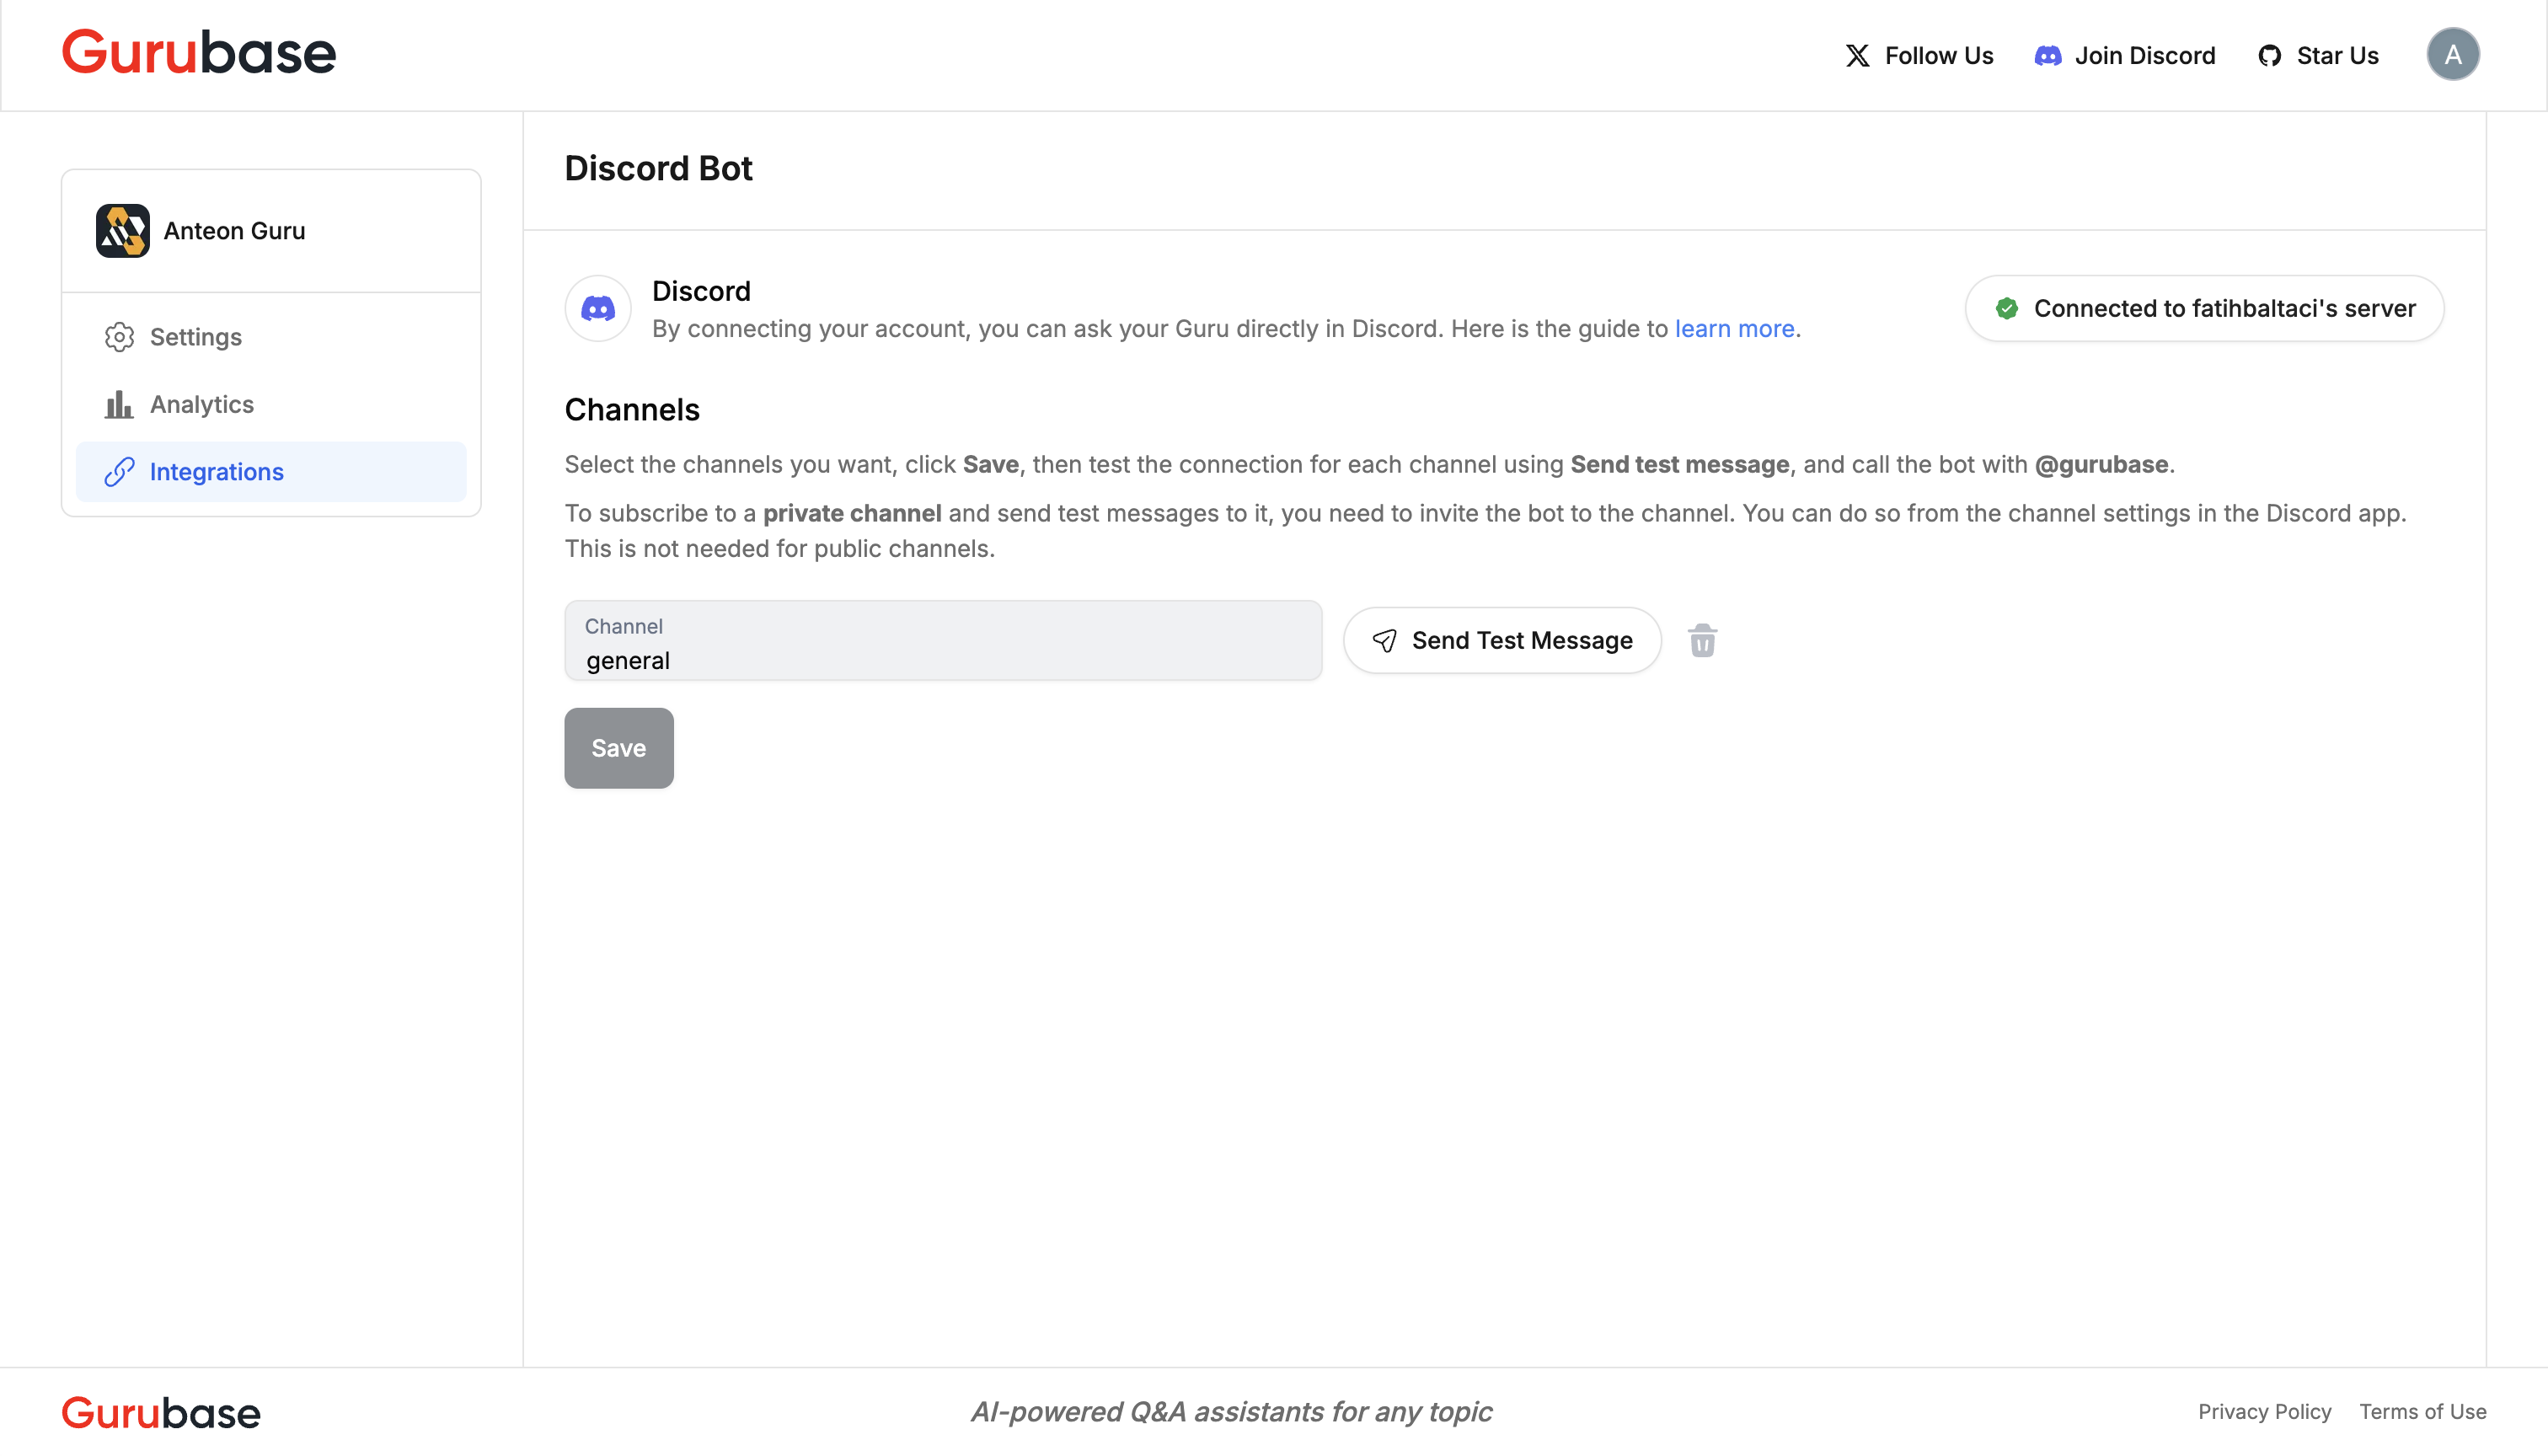 Gurubase
Follow Us
Join Discord
Star Us
A
Anteon Guru
Settings
Analytics
Integrations
Discord Bot
Discord
By connecting your account, you can ask your Guru directly in Discord. Here is the guide to learn more.
Connected to fatihbaltaci's server
Channels
Select the channels you want, click Save, then test the connection for each channel using Send test message, and call the bot with @gurubase.
To subscribe to a private channel and send test messages to it, you need to invite the bot to the channel. You can do so from the channel settings in the Discord app.
This is not needed for public channels.
Channel
general
Send Test Message
Save
Gurubase
AI-powered Q&A assistants for any topic
Privacy Policy
Terms of Use